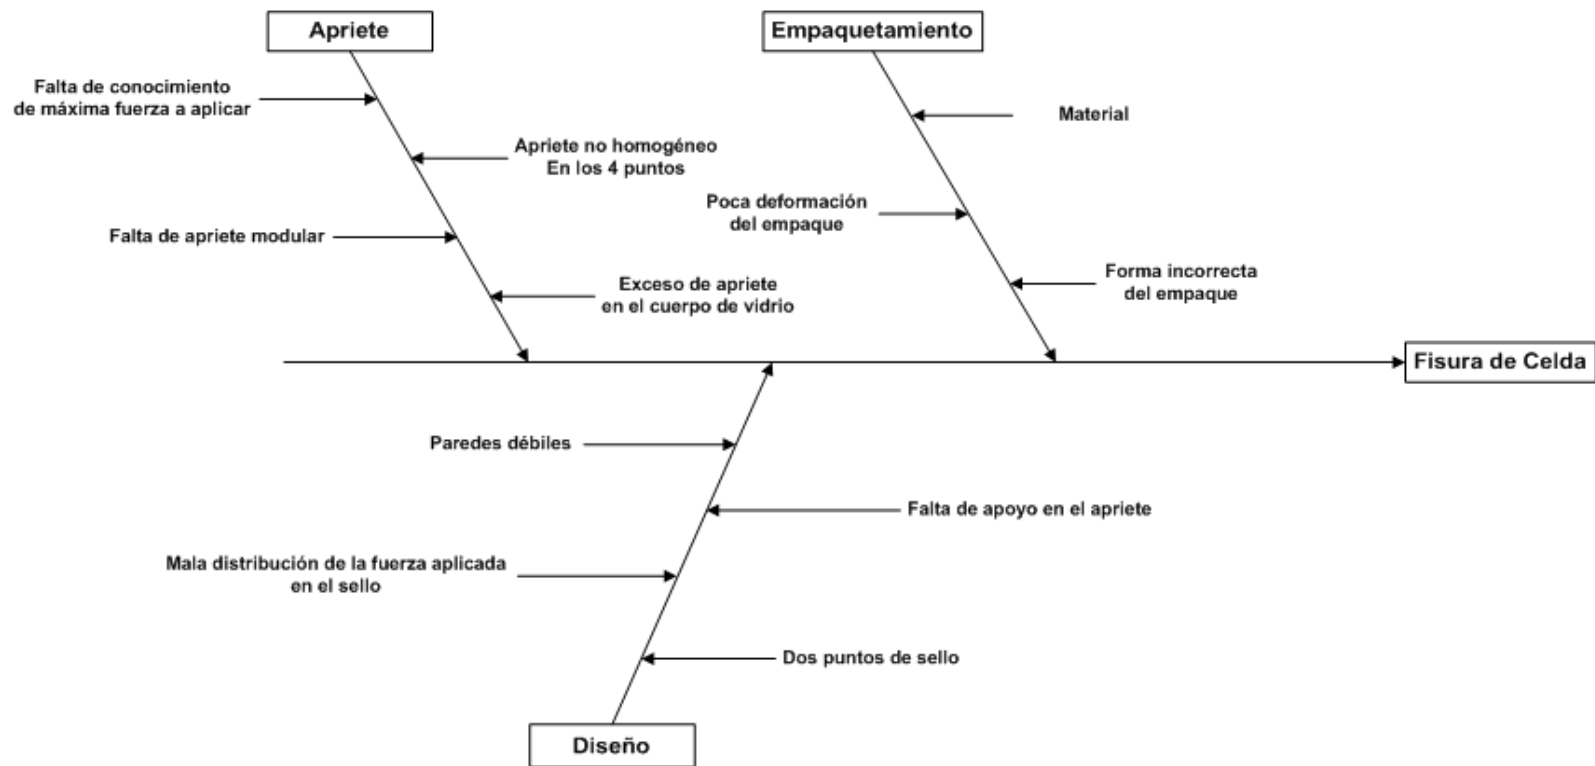 Apriete
Empaquetamiento
Falta de conocimiento
de máxima fuerza a aplicar
Material
Apriete no homogéneo
En los 4 puntos
Poca deformación
del empaque
Falta de apriete modular
Forma incorrecta
del empaque
Exceso de apriete
en el cuerpo de vidrio
Fisura de Celda
Paredes débiles
Falta de apoyo en el apriete
Mala distribución de la fuerza aplicada
en el sello
Dos puntos de sello
Diseño